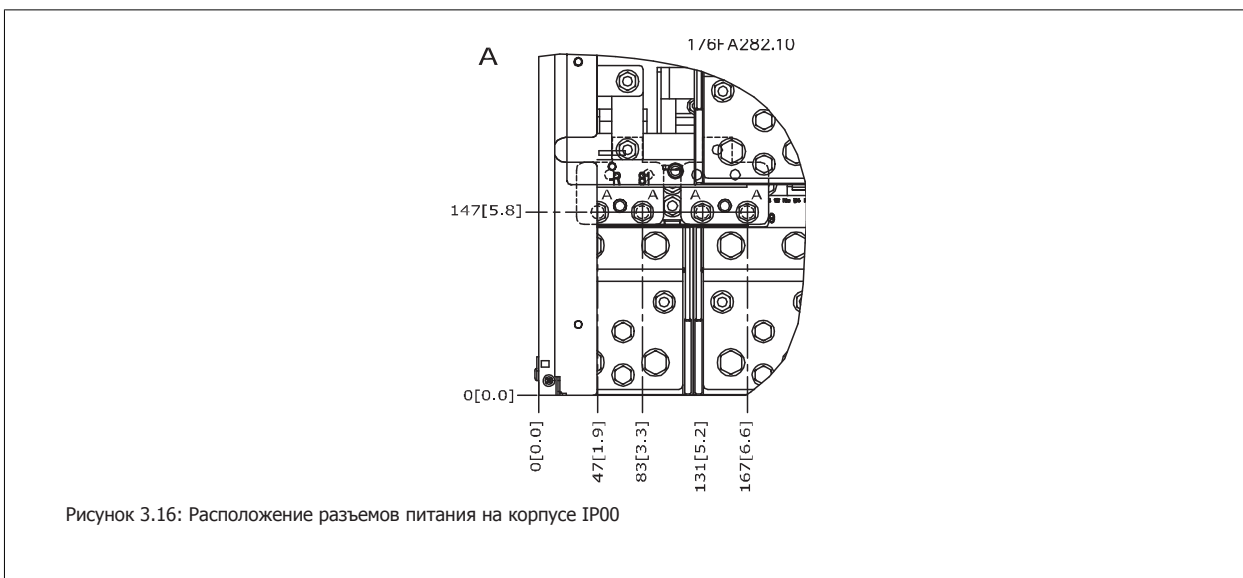 176FA282.10
A
R 81
A A A A
147[5.8]
0[0.0]
0[0.0]
47[1.9]
83[3.3]
131[5.2]
167[6.6]
Рисунок 3.16: Расположение разъемов питания на корпусе IP00